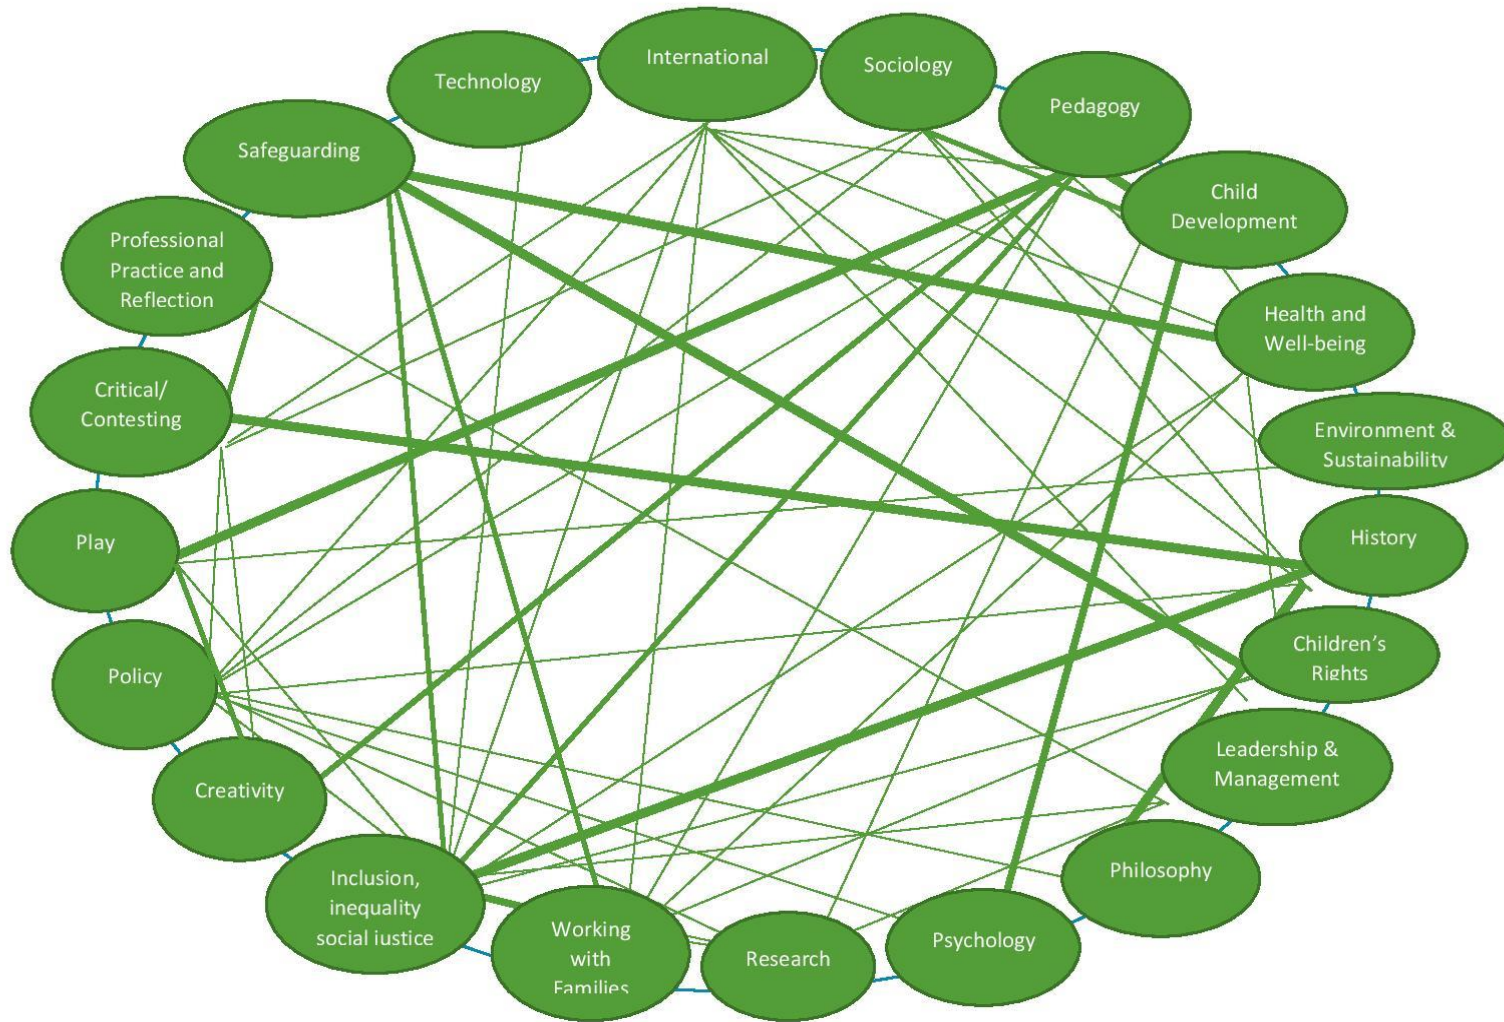 International
Sociology
Technology
Pedagogy
Safeguarding
Child
Development
Professional
Practice and
Reflection
Health and
Well-being
Critical/
Contesting
Environment &
Sustainability
Play
History
Policy
Children’s
Rights
Leadership &
Management
Creativity
Philosophy
Inclusion,
inequality
social justice
Working
with
Families
Research
Psychology